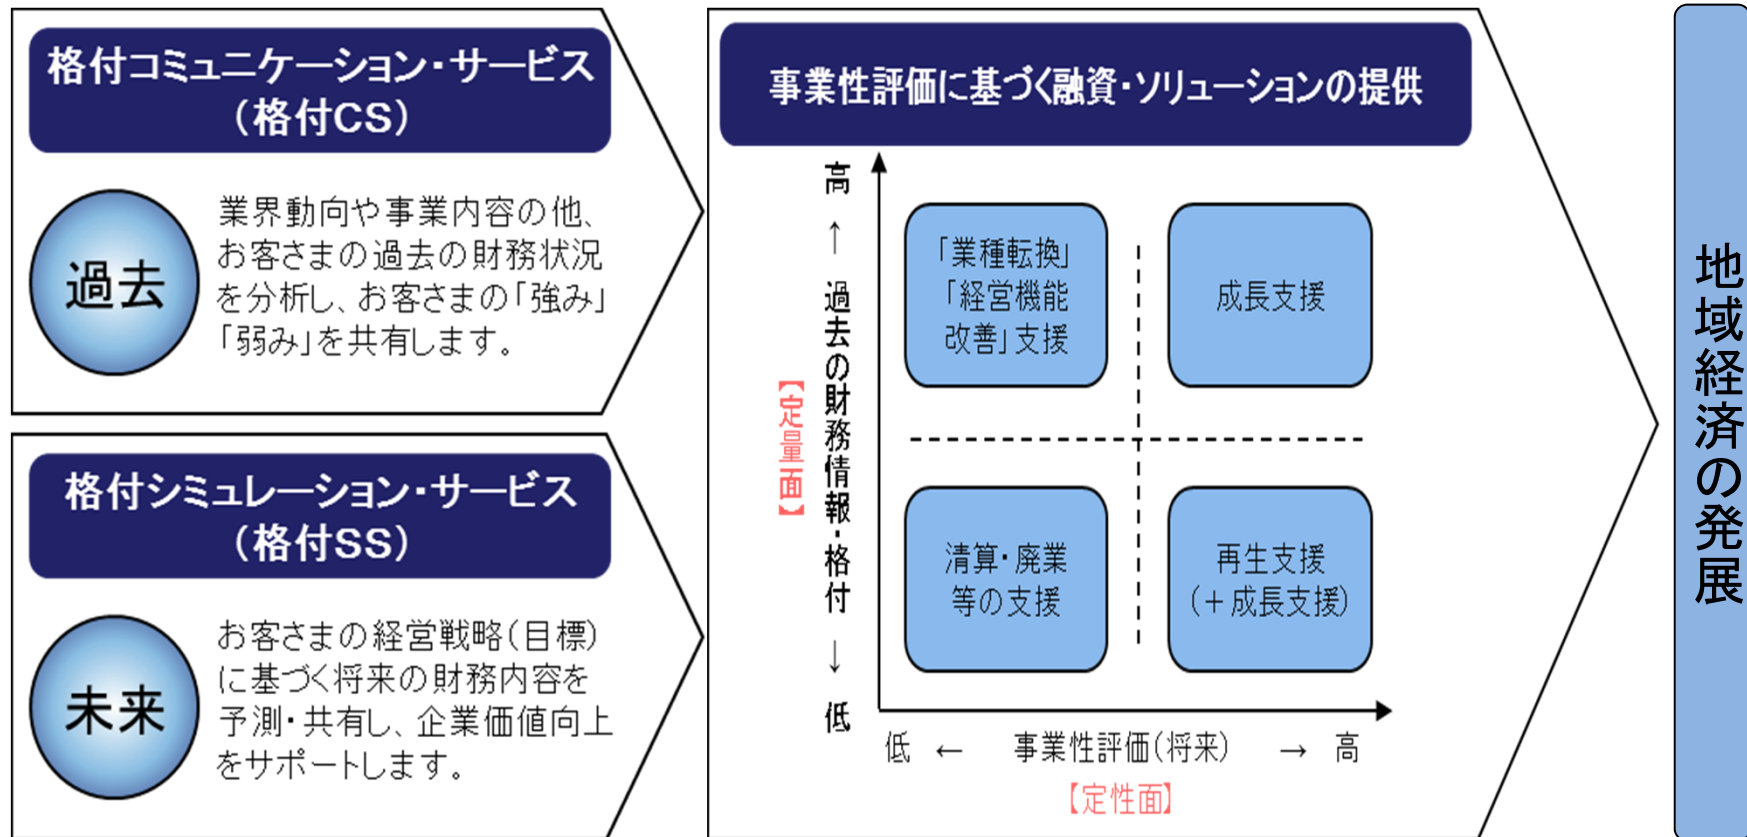 格付コミュニケーション・サービス
（格付CS）
過去
業界動向や事業内容の他、
お客さまの過去の財務状況
を分析し、お客さまの「強み」
「弱み」を共有します。
格付シミュレーション・サービス
（格付SS）
未来
お客さまの経営戦略（目標）
に基づく将来の財務内容を
予測・共有し、企業価値向上
をサポートします。
事業性評価に基づく融資・ソリューションの提供
【定量面】
高 ↑ 過去の財務情報・格付 ↓ 低
「業種転換」
「経営機能
改善」支援
成長支援
清算・廃業
等の支援
再生支援
（＋成長支援）
低 ← 事業性評価（将来） → 高
【定性面】
地域経済の発展